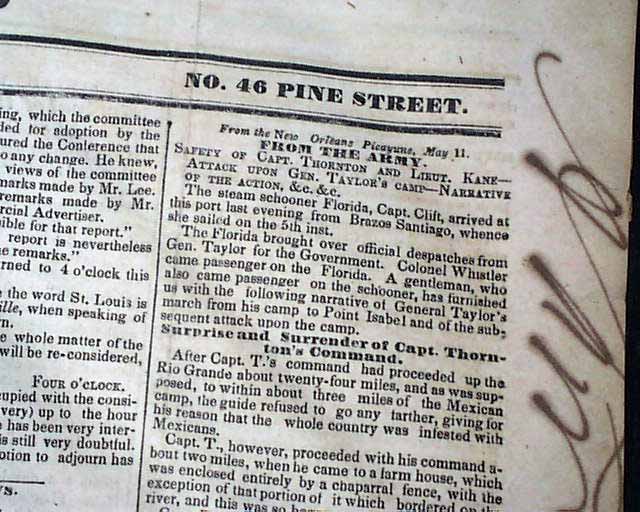 NO. 46 PINE STREET.
ing, which the committee
ded for adoption by the
ured the Conference that
o any change. He knew,
views of the committee
marks made by Mr. Lee.
remarks made by Mr.
rcial Advertiser.
ible for that report."
report is nevertheless
e remarks."
rned to 4 o'clock this
e the word St. Louis is
ille, when speaking of
n.
e whole matter of the
will be re-considered,
FOUR O'CLOCK.
cupied with the consi-
very) up to the hour
e has been very inter-
is still very doubtful.
otion to adjourn has
VS.
From the New Orleans Picayune, May 11.
FROM THE ARMY.
SAFETY OF CAPT. THORNTON AND LIEUT. KANE—
ATTACK UPON GEN. TAYLOR'S CAMP—NARRATIVE
OF THE ACTION, &C. &C.
The steam schooner Florida, Capt. Clift, arrived at
this port last evening from Brazos Santiago, whence
she sailed on the 5th inst.
The Florida brought over official despatches from
Gen. Taylor for the Government. Colonel Whistler
came passenger on the Florida. A gentleman, who
also came passenger on the schooner, has furnished
us with the following narrative of General Taylor's
march from his camp to Point Isabel and of the sub-
sequent attack upon the camp.
Surprise and Surrender of Capt. Thorn-
ton's Command.
After Capt. T.'s command had proceeded up the
Rio Grande about twenty-four miles, and as was sup-
posed, to within about three miles of the Mexican
camp, the guide refused to go any farther, giving for
his reason that the whole country was infested with
Mexicans.
Capt. T., however, proceeded with his command a-
bout two miles, when he came to a farm house, which
was enclosed entirely by a chaparral fence, with the
exception of that portion of it which bordered on the
river, and this was so